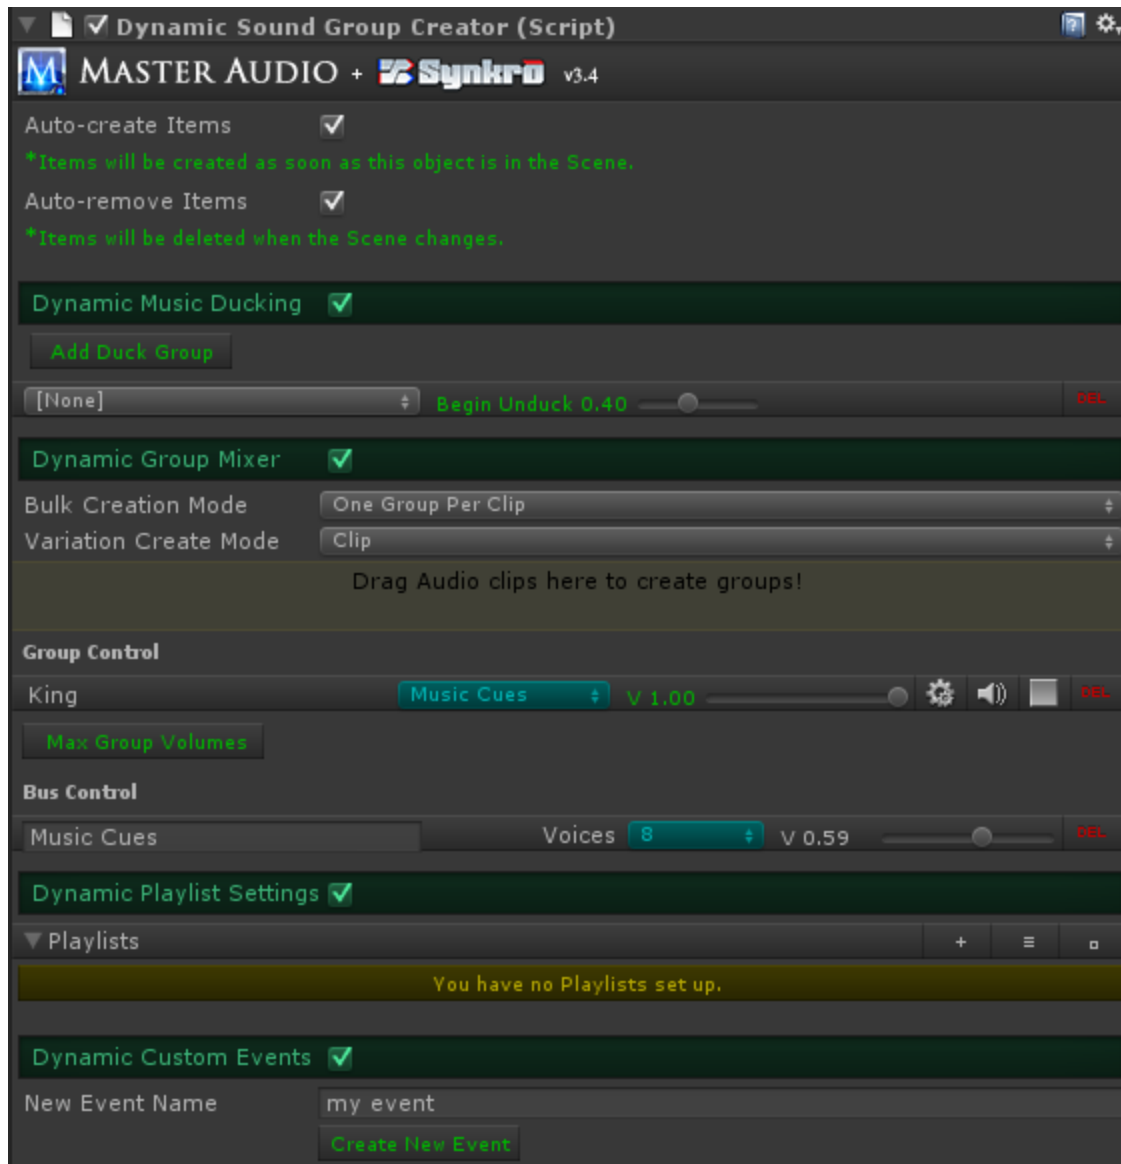 Dynamic Sound Group Creator (Script)
M MASTER AUDIO + Synkro v3.4
Auto-create Items
*Items will be created as soon as this object is in the Scene.
Auto-remove Items
*Items will be deleted when the Scene changes.
Dynamic Music Ducking
Add Duck Group
[None] Begin Unduck 0.40 DEL
Dynamic Group Mixer
Bulk Creation Mode One Group Per Clip
Variation Create Mode Clip
Drag Audio clips here to create groups!
Group Control
King Music Cues V 1.00 DEL
Max Group Volumes
Bus Control
Music Cues Voices 8 V 0.59 DEL
Dynamic Playlist Settings
Playlists +
You have no Playlists set up.
Dynamic Custom Events
New Event Name my event
Create New Event